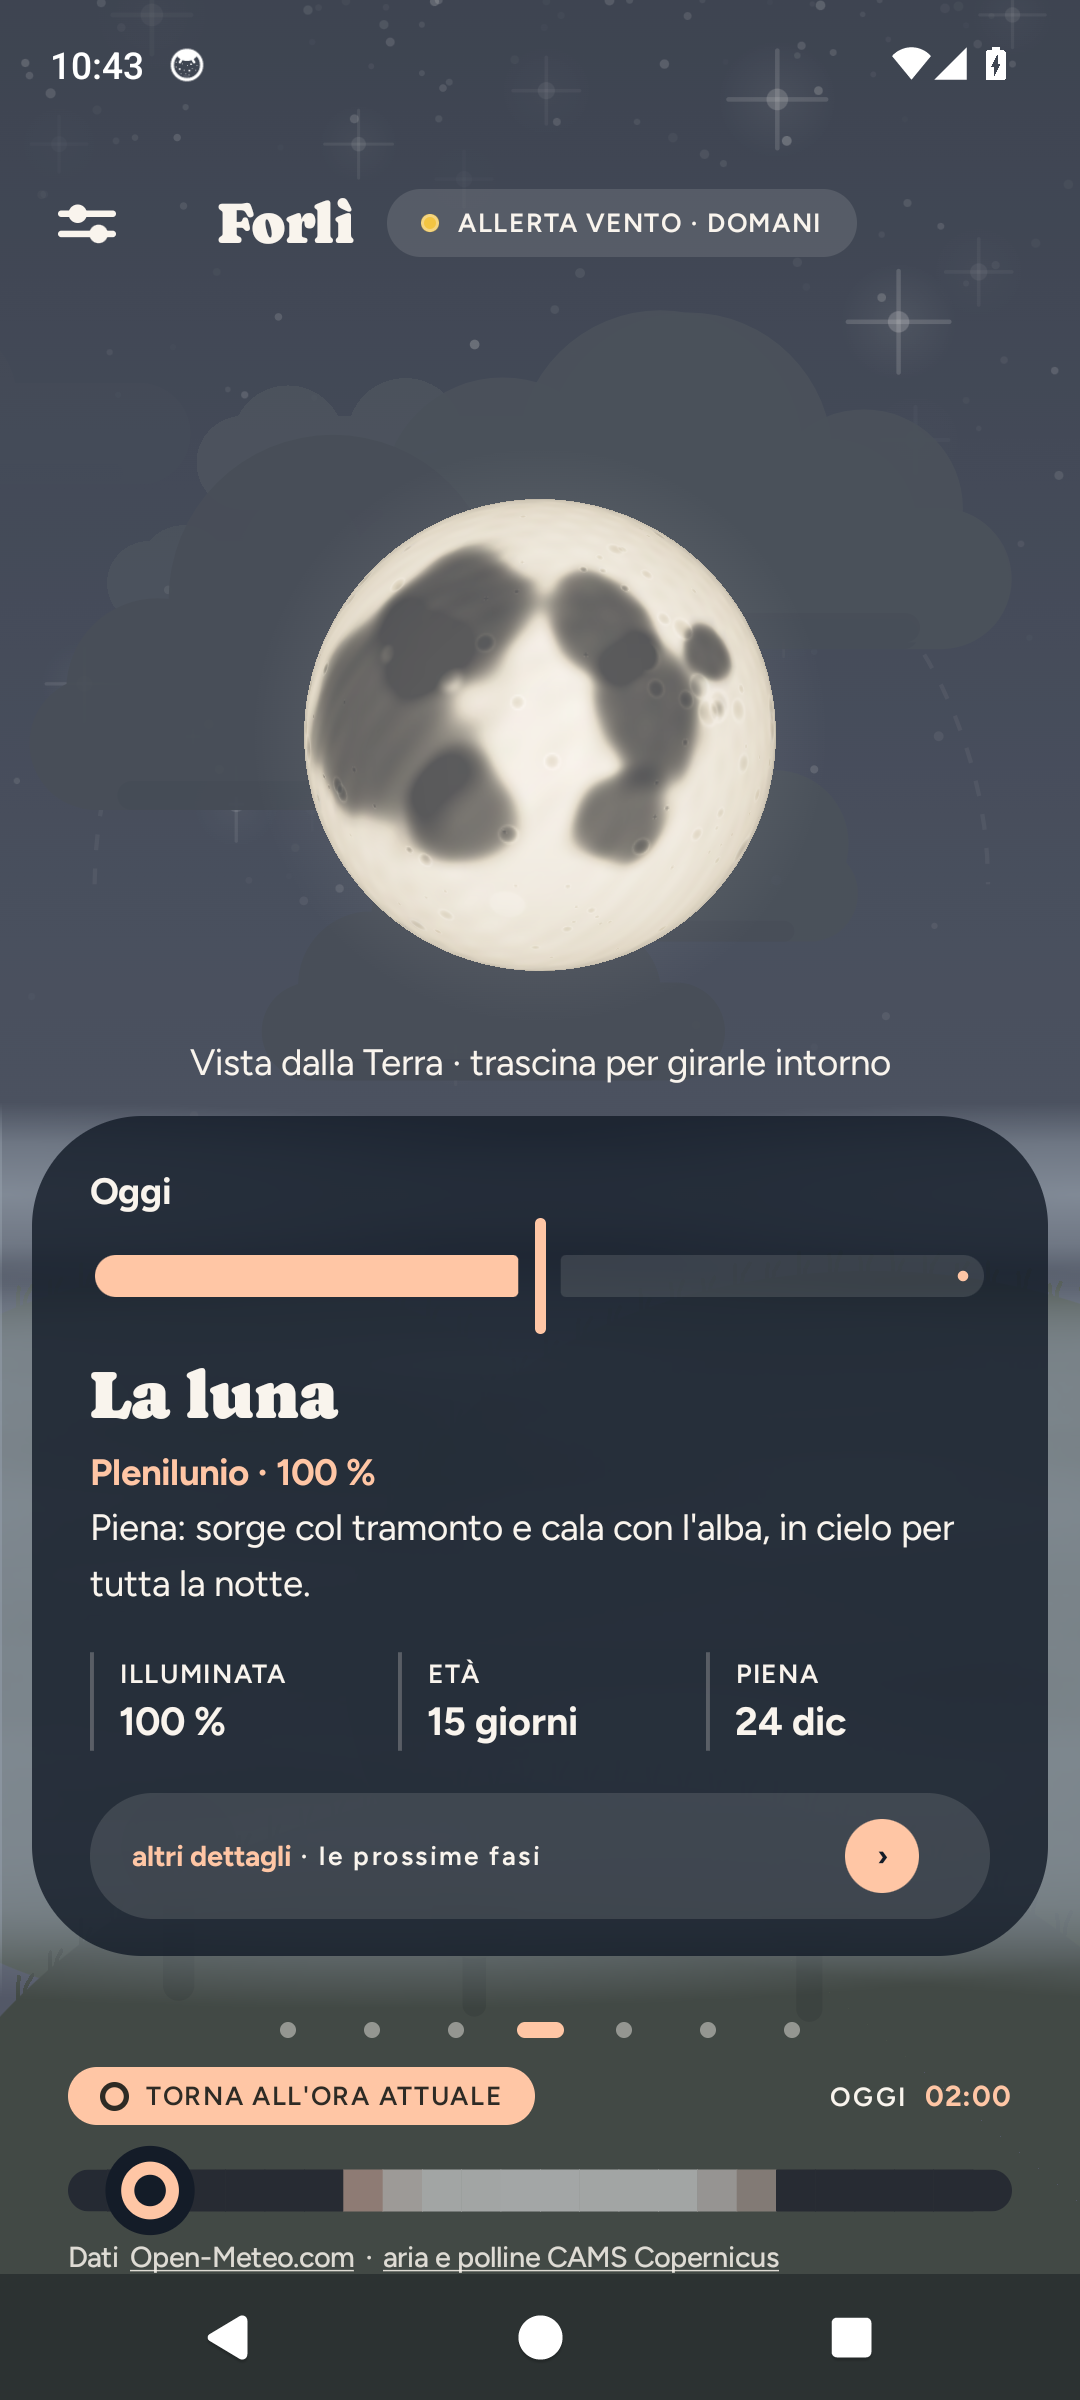 10:43
Forlì
ALLERTA VENTO · DOMANI
Vista dalla Terra · trascina per girarle intorno
Oggi
La luna
Plenilunio · 100 %
Piena: sorge col tramonto e cala con l'alba, in cielo per
tutta la notte.
ILLUMINATA
100 %
ETÀ
15 giorni
PIENA
24 dic
altri dettagli · le prossime fasi
TORNA ALL'ORA ATTUALE
OGGI 02:00
Dati Open-Meteo.com · aria e polline CAMS Copernicus